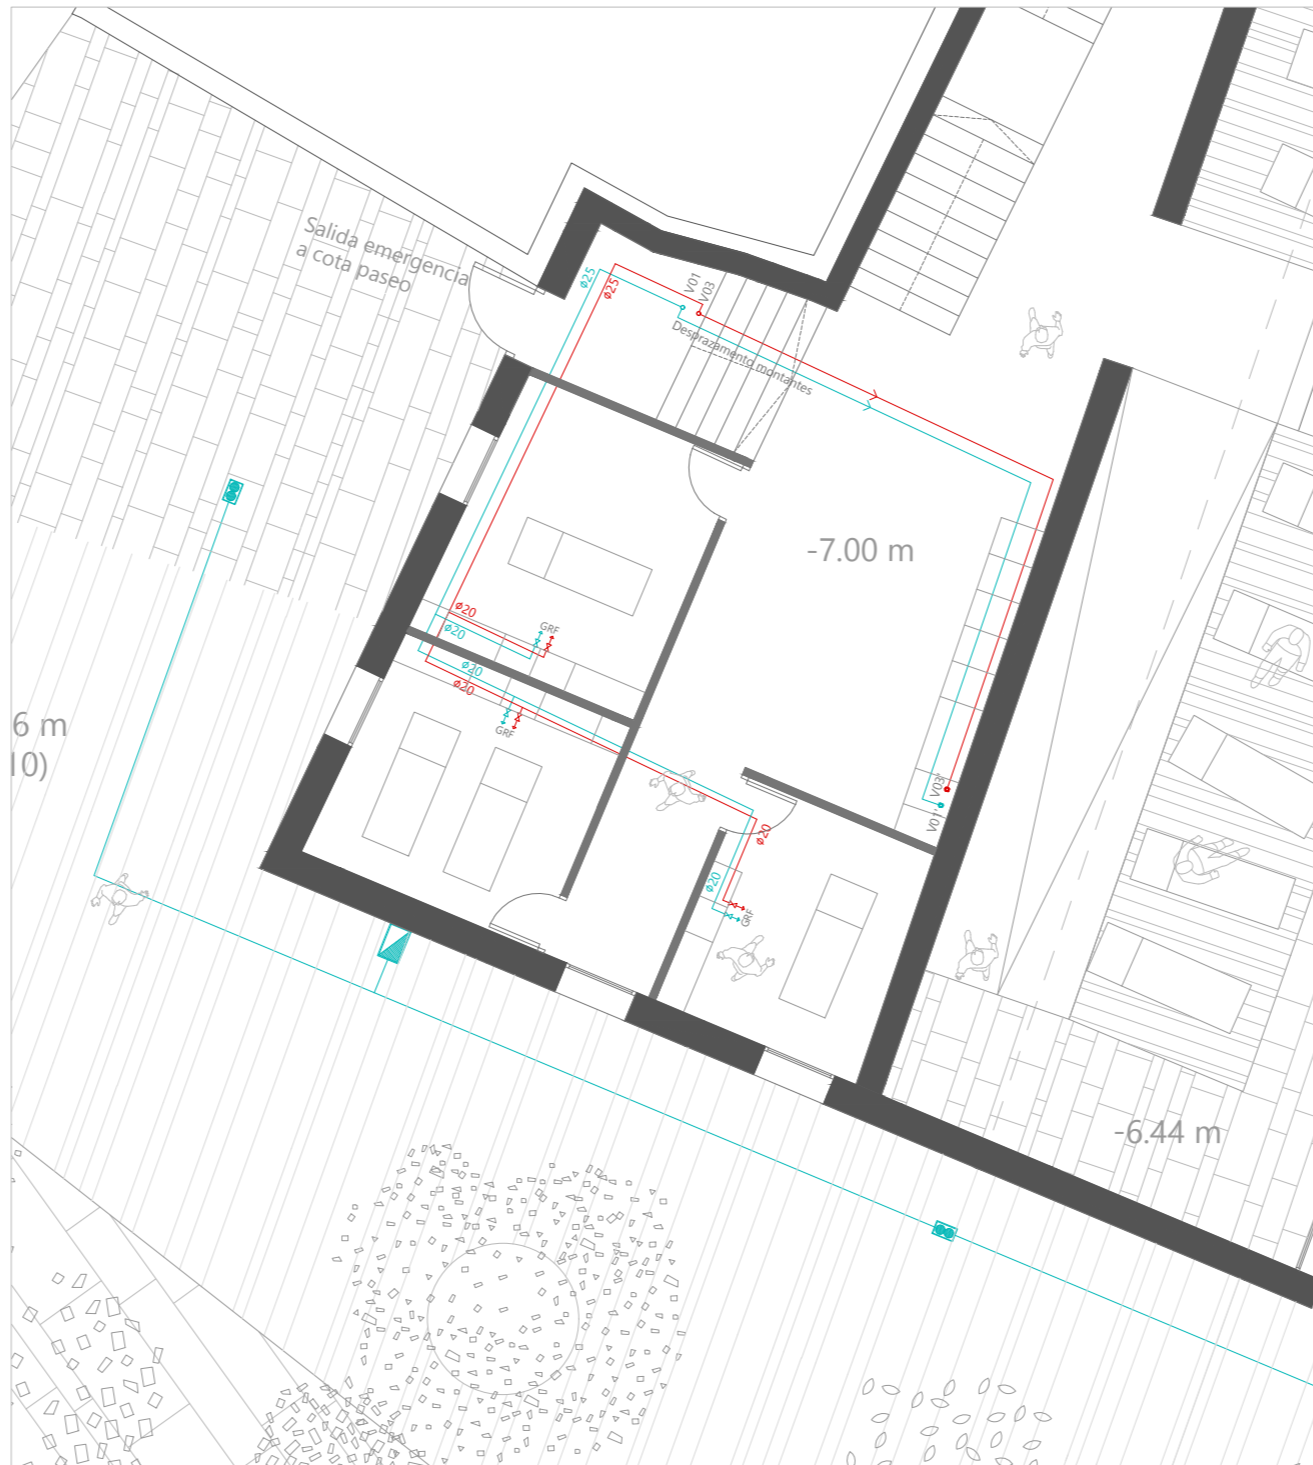 Salida emergencia
a cota paseo
ø25
ø25
V01
V03
Desprazamento montantes
-7.00 m
ø20
ø20
GRF
ø20
ø20
GRF
6 m
10)
V03'
V01'
ø20
ø20
GRF
-6.44 m